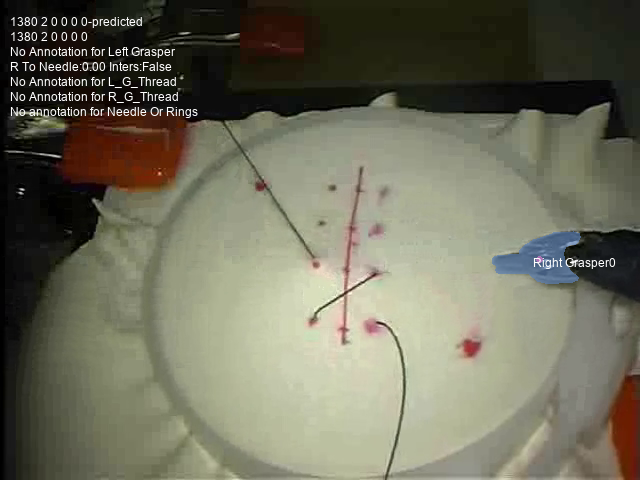 1380 2 0 0 0 0-predicted
1380 2 0 0 0 0
No Annotation for Left Grasper
R To Needle:0.00 Inters:False
No Annotation for L_G_Thread
No Annotation for R_G_Thread
No annotation for Needle Or Rings
Right Grasper0